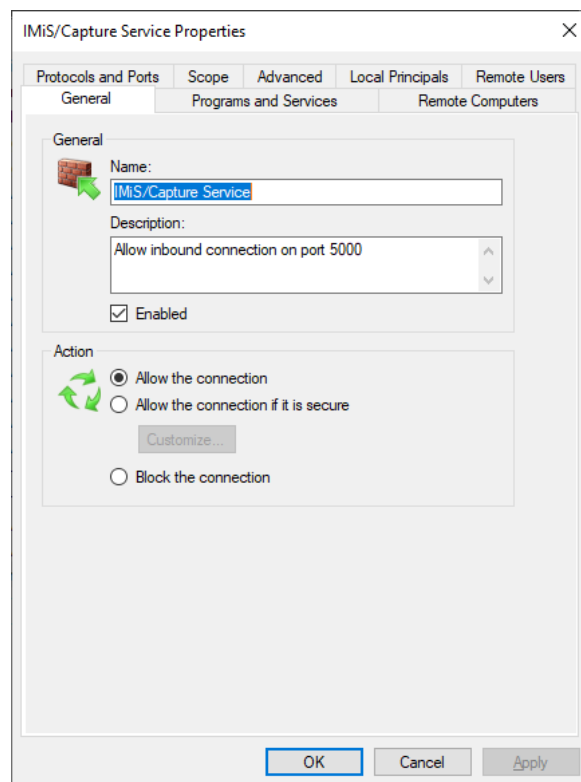 IMiS/Capture Service Properties
Protocols and Ports Scope Advanced Local Principals Remote Users
General Programs and Services Remote Computers
General
Name:
IMiS/Capture Service
Description:
Allow inbound connection on port 5000
Enabled
Action
Allow the connection
Allow the connection if it is secure
Customize...
Block the connection
OK Cancel Apply